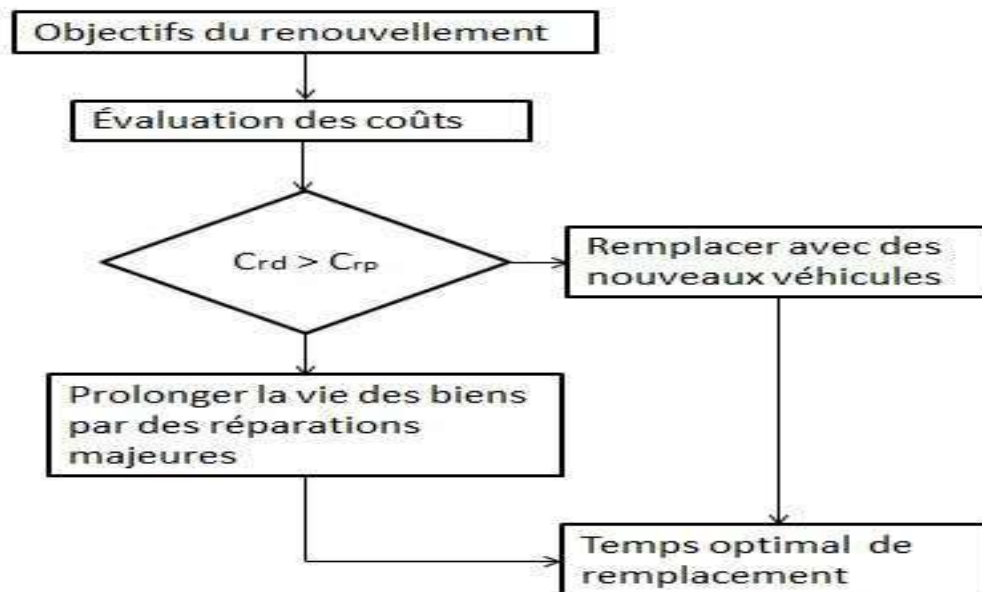 Objectifs du renouvellement
Évaluation des coûts
Crd > Crp
Remplacer avec des
nouveaux véhicules
Prolonger la vie des biens
par des réparations
majeures
Temps optimal de
remplacement